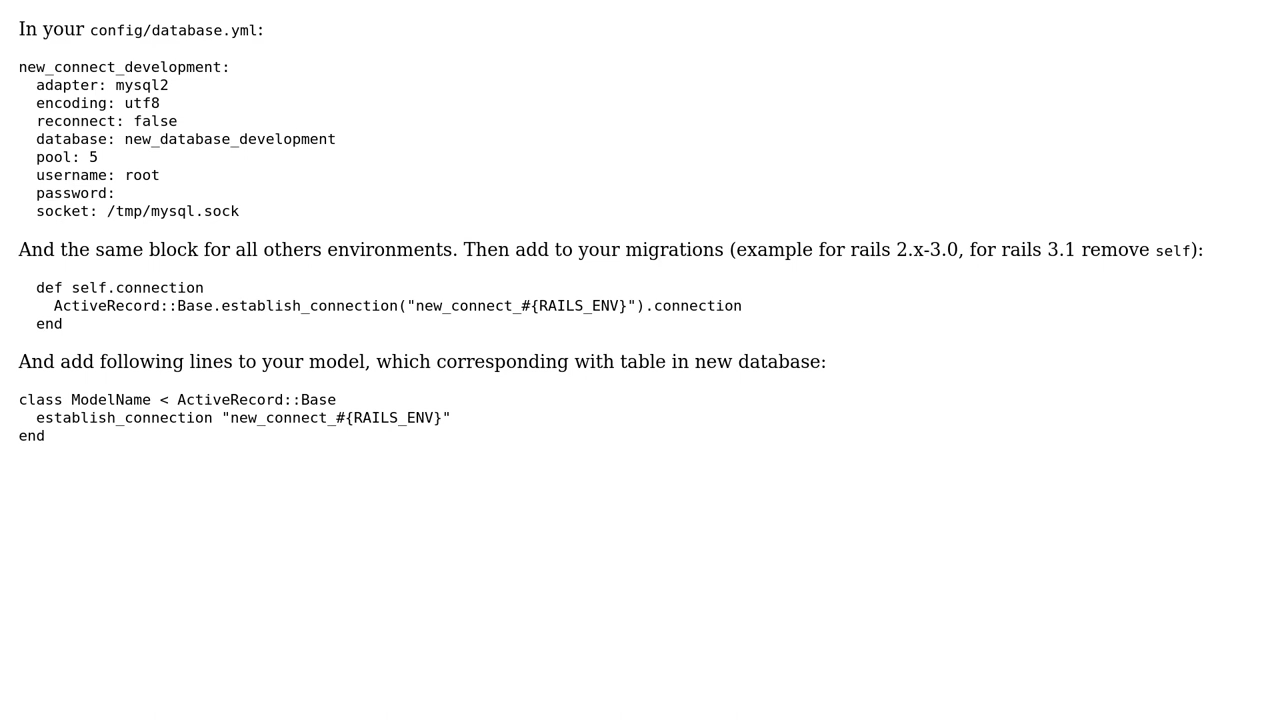 In your config/database.yml:
new_connect_development:
  adapter: mysql2
  encoding: utf8
  reconnect: false
  database: new_database_development
  pool: 5
  username: root
  password:
  socket: /tmp/mysql.sock
And the same block for all others environments. Then add to your migrations (example for rails 2.x-3.0, for rails 3.1 remove self):
  def self.connection
    ActiveRecord::Base.establish_connection("new_connect_#{RAILS_ENV}").connection
  end
And add following lines to your model, which corresponding with table in new database:
class ModelName < ActiveRecord::Base
  establish_connection "new_connect_#{RAILS_ENV}"
end